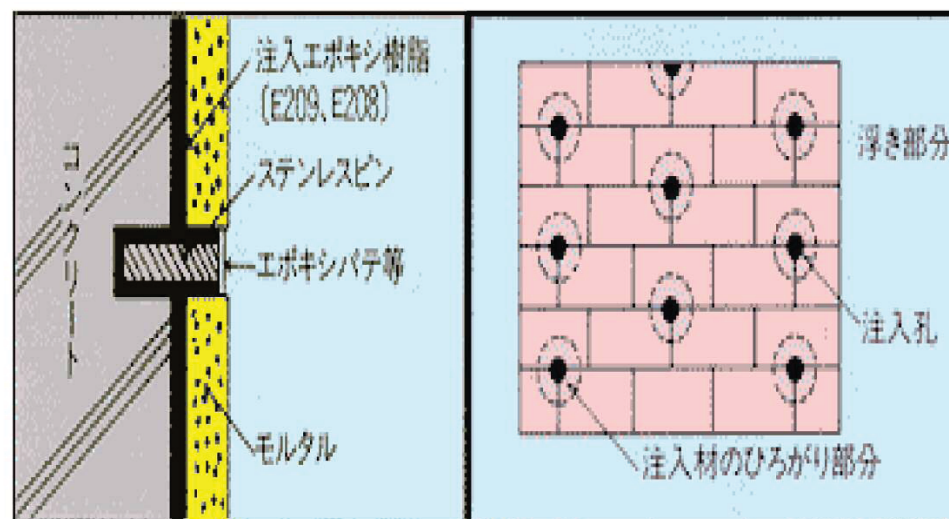 注入エポキシ樹脂
(E209、E208)
コンクリート
ステンレスピン
エポキシパテ等
モルタル
浮き部分
注入孔
注入材のひろがり部分